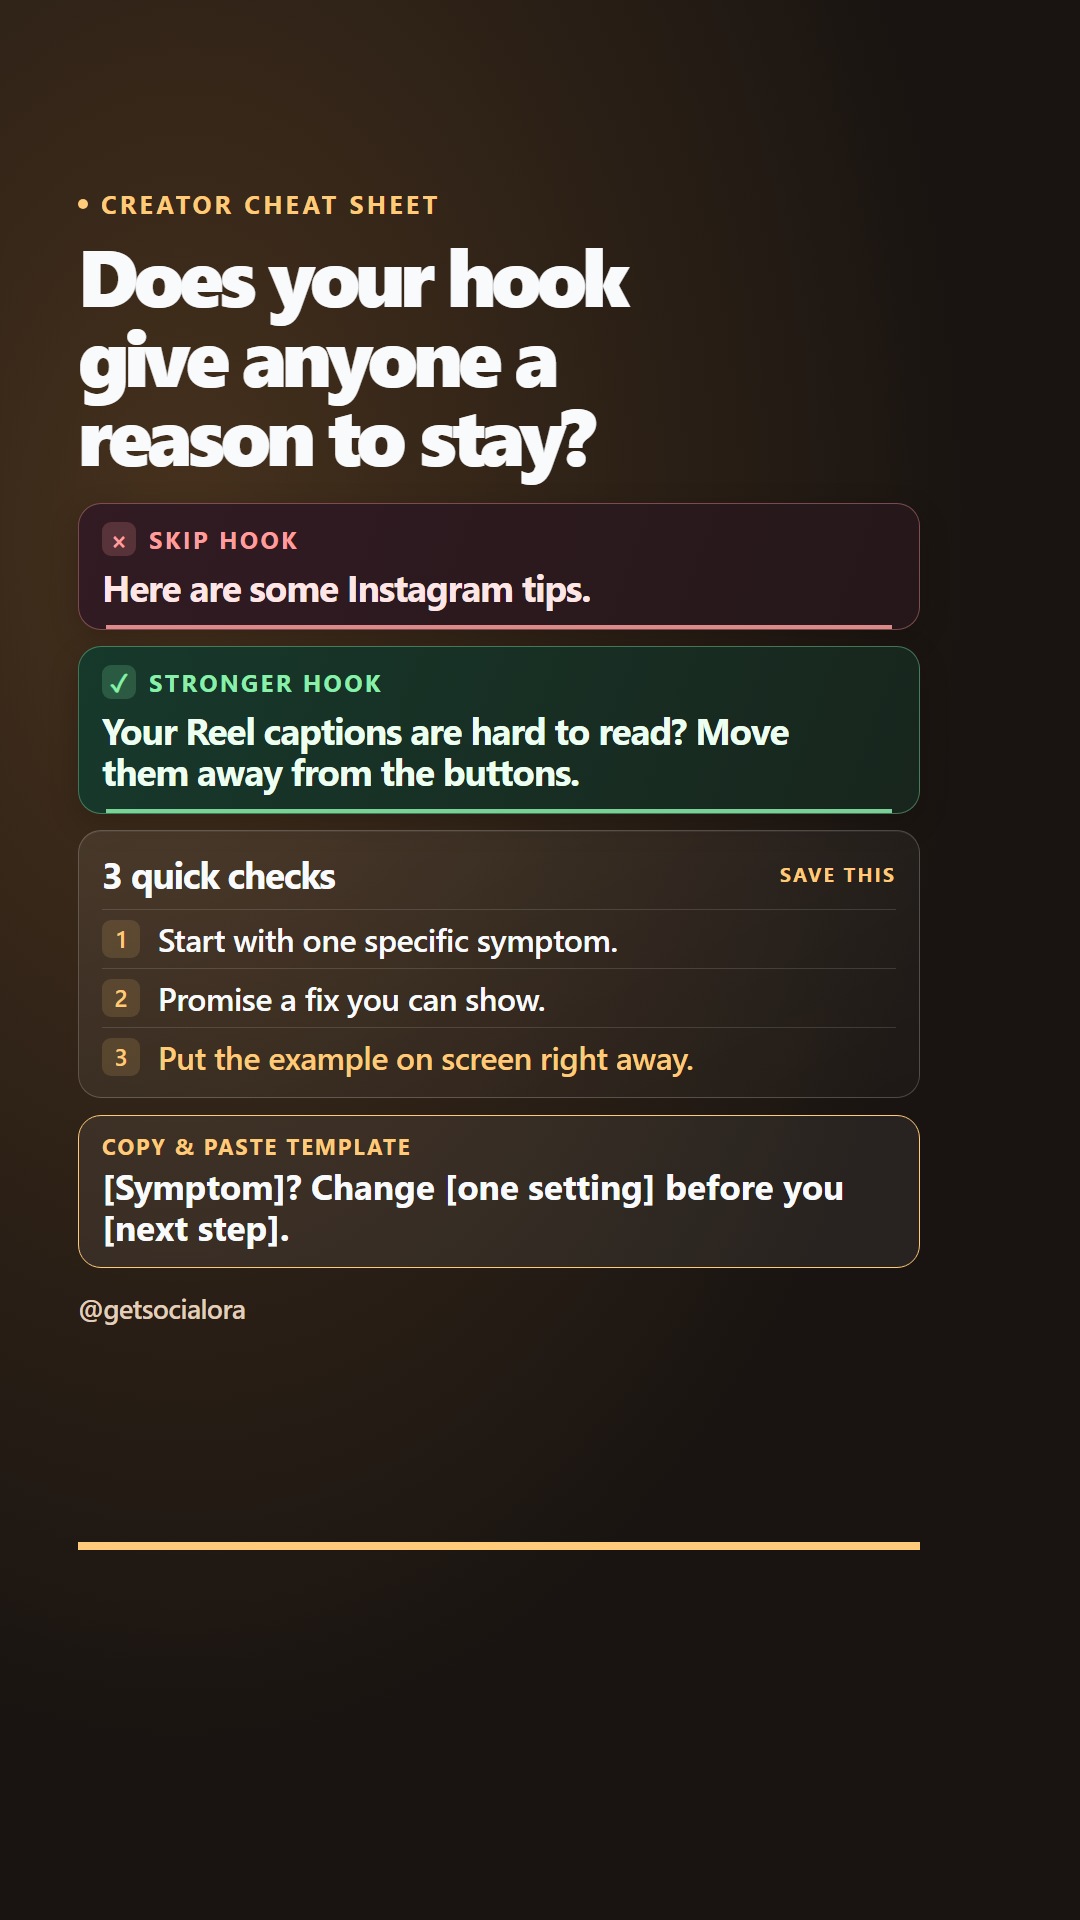 • CREATOR CHEAT SHEET
Does your hook
give anyone a
reason to stay?
× SKIP HOOK
Here are some Instagram tips.
✓ STRONGER HOOK
Your Reel captions are hard to read? Move
them away from the buttons.
3 quick checks
SAVE THIS
1 Start with one specific symptom.
2 Promise a fix you can show.
3 Put the example on screen right away.
COPY & PASTE TEMPLATE
[Symptom]? Change [one setting] before you
[next step].
@getsocialora